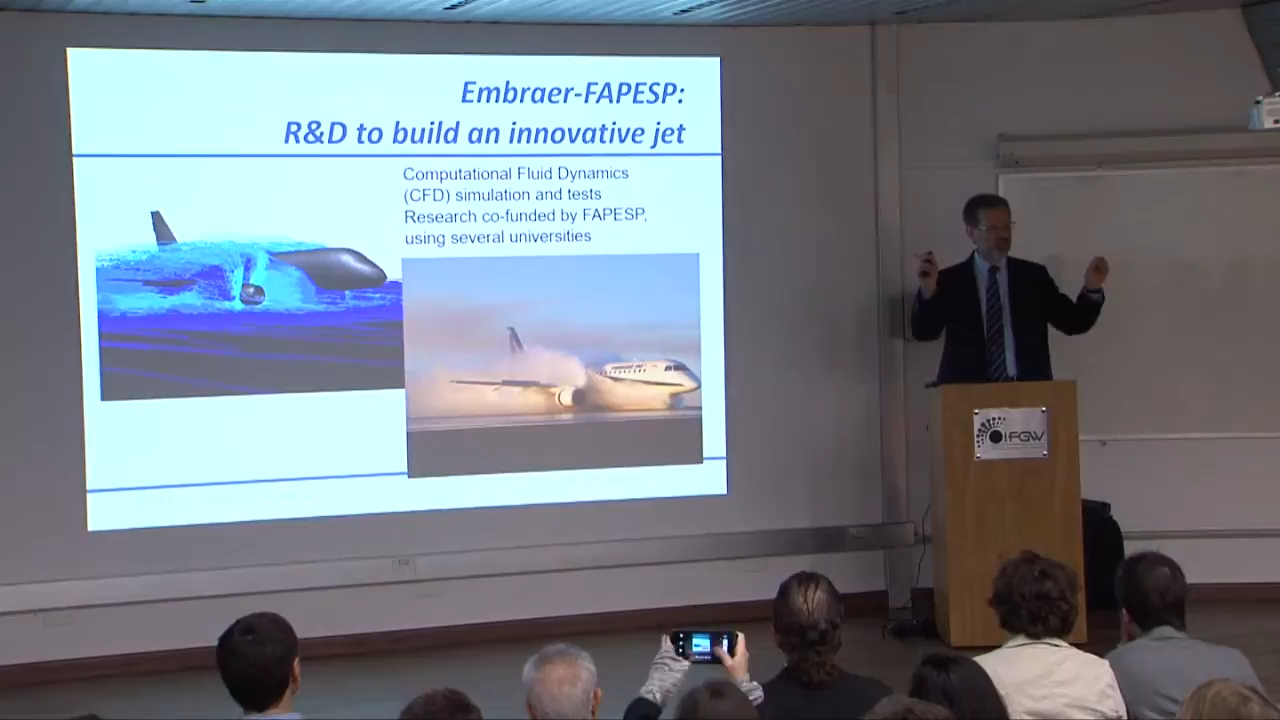 Embraer-FAPESP:
R&D to build an innovative jet
Computational Fluid Dynamics
(CFD) simulation and tests
Research co-funded by FAPESP,
using several universities
IFGW